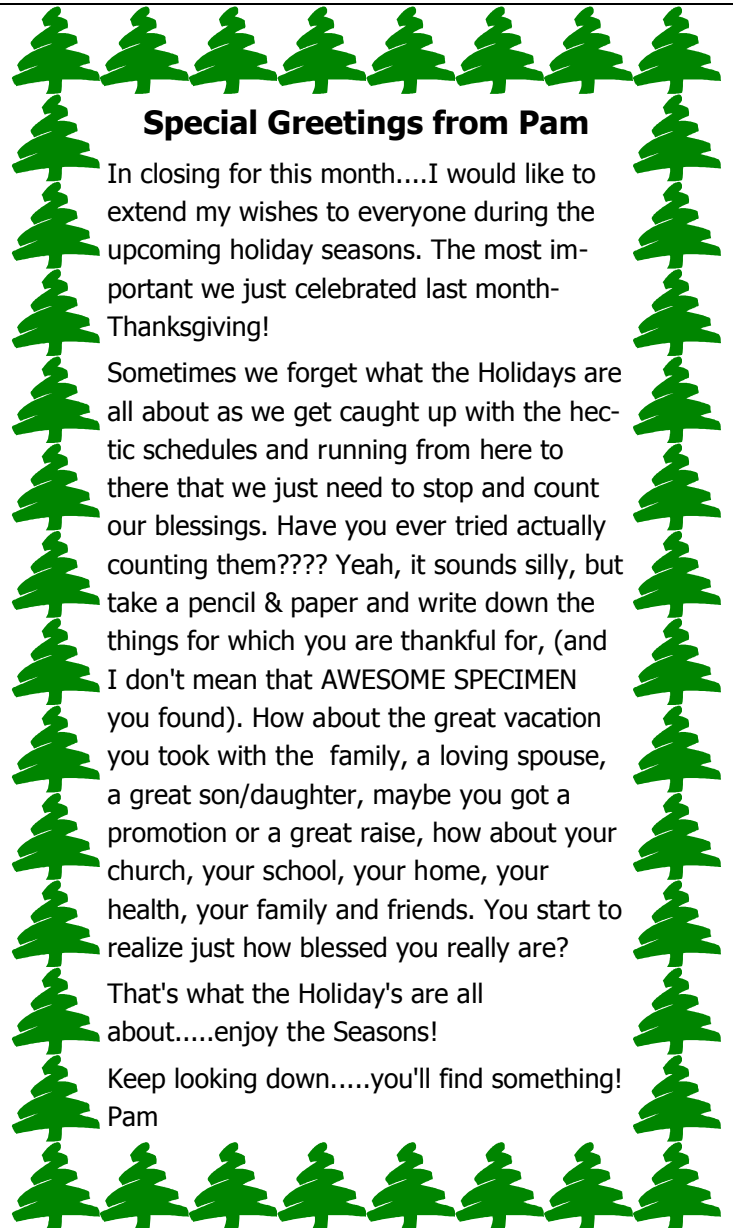 Special Greetings from Pam
In closing for this month....I would like to
extend my wishes to everyone during the
upcoming holiday seasons. The most im-
portant we just celebrated last month-
Thanksgiving!
Sometimes we forget what the Holidays are
all about as we get caught up with the hec-
tic schedules and running from here to
there that we just need to stop and count
our blessings. Have you ever tried actually
counting them???? Yeah, it sounds silly, but
take a pencil & paper and write down the
things for which you are thankful for, (and
I don't mean that AWESOME SPECIMEN
you found). How about the great vacation
you took with the  family, a loving spouse,
a great son/daughter, maybe you got a
promotion or a great raise, how about your
church, your school, your home, your
health, your family and friends. You start to
realize just how blessed you really are?
That's what the Holiday's are all
about.....enjoy the Seasons!
Keep looking down.....you'll find something!
Pam